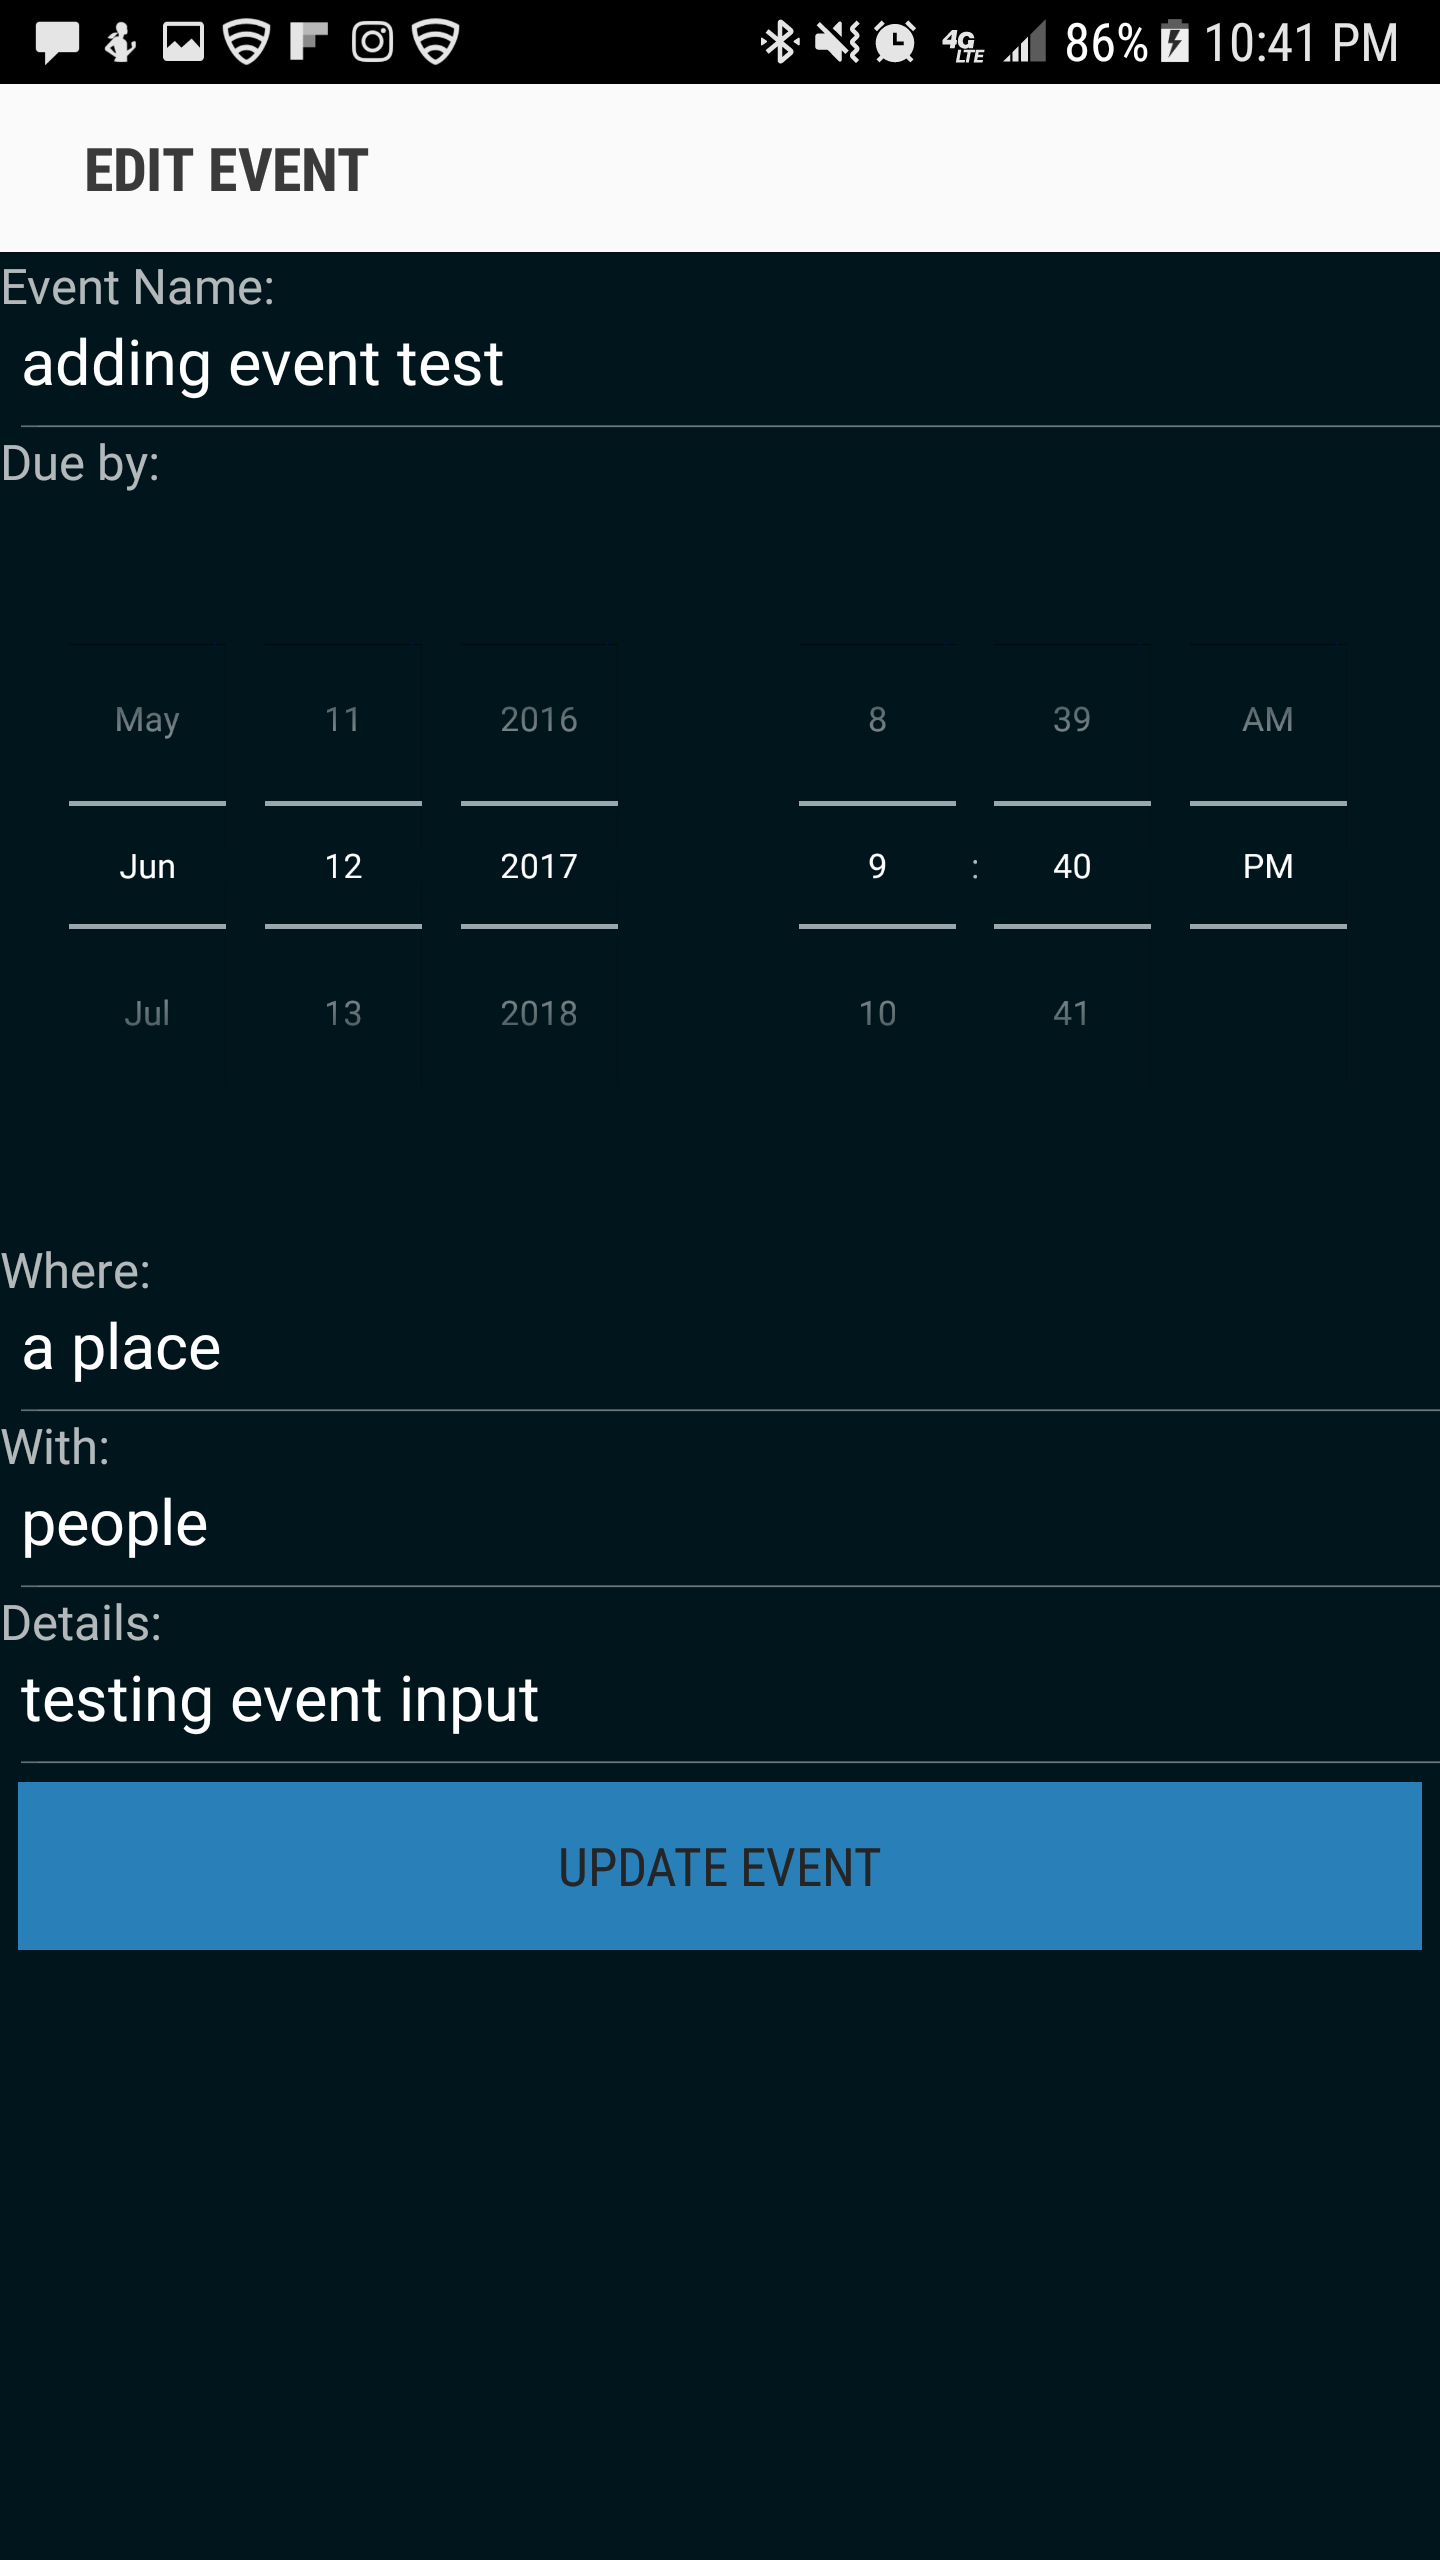 4G LTE 86% 10:41 PM
EDIT EVENT
Event Name:
adding event test
Due by:
May 11 2016 8 39 AM
Jun 12 2017 9 : 40 PM
Jul 13 2018 10 41
Where:
a place
With:
people
Details:
testing event input
UPDATE EVENT